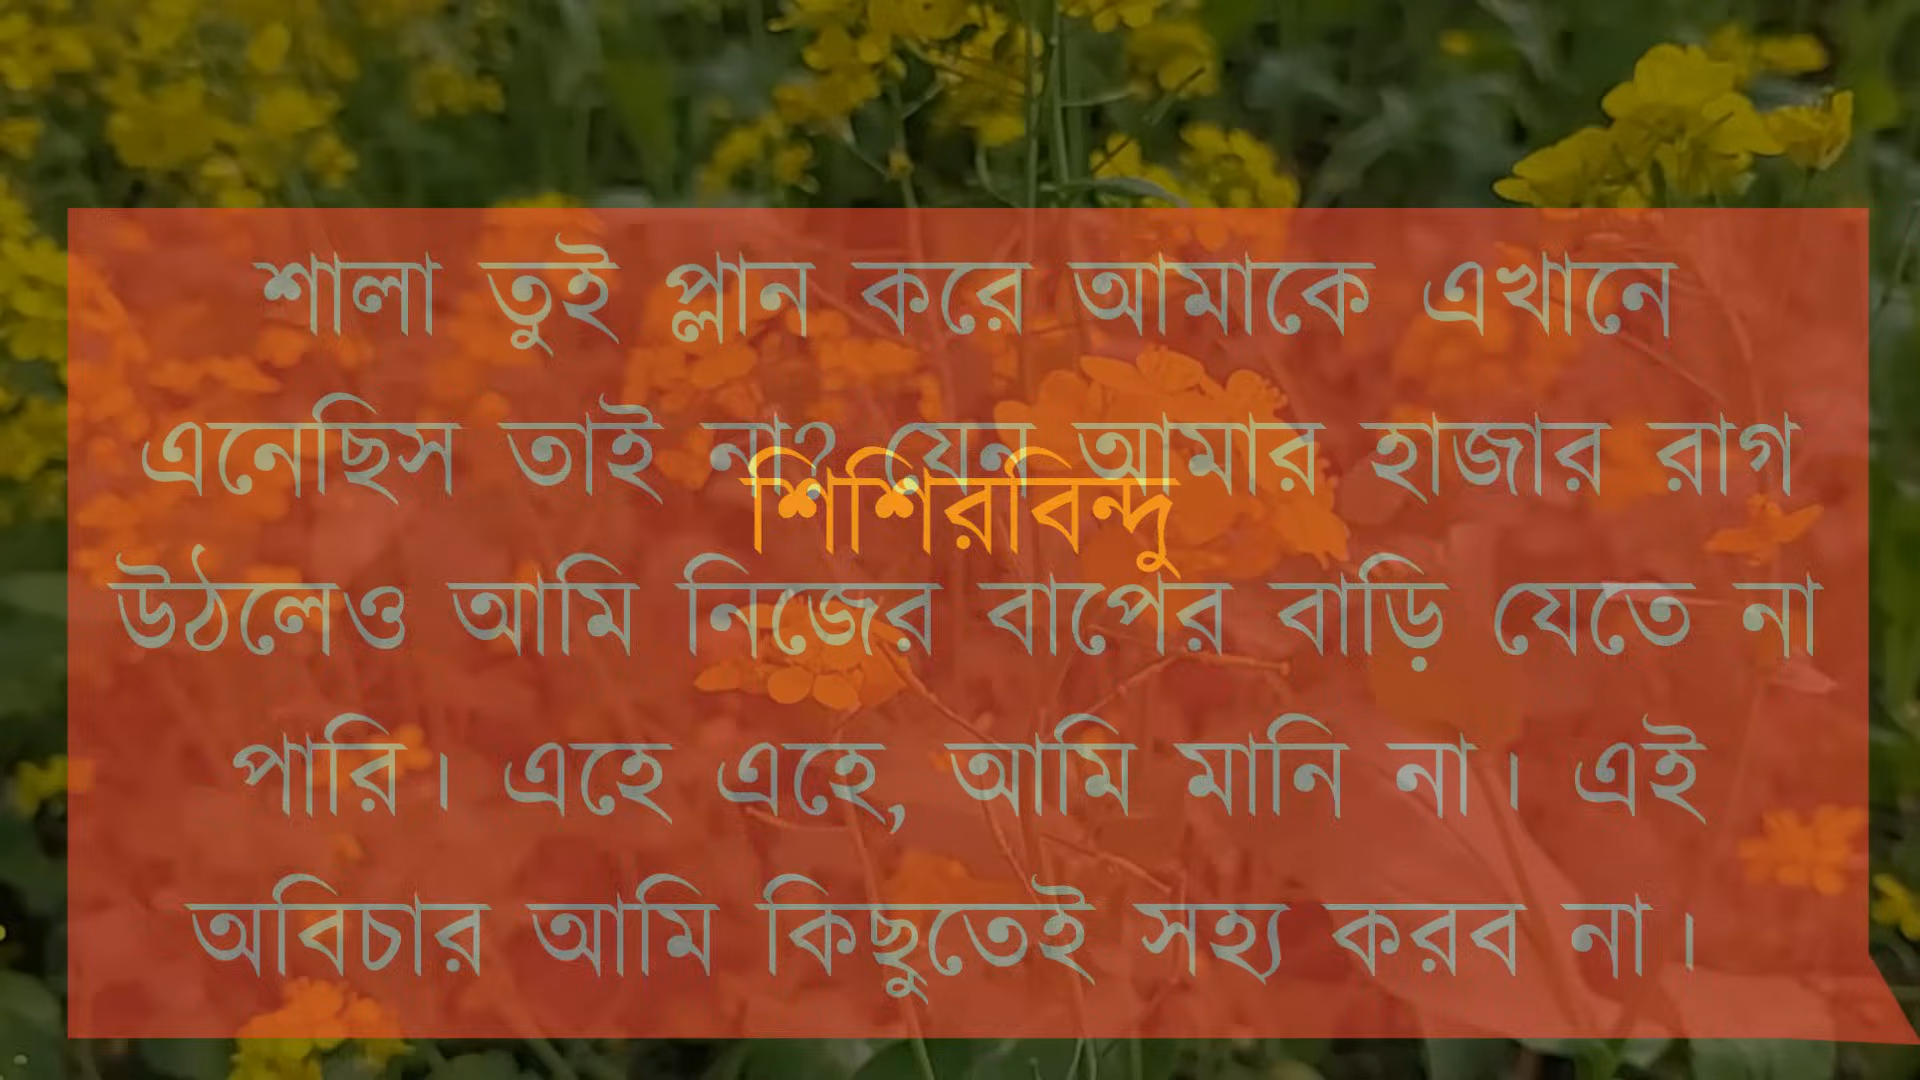 শালা তুই প্লান করে আমাকে এখানে
এনেছিস তাই না? যেন আমার হাজার রাগ
শিশিরবিন্দু
উঠলেও আমি নিজের বাপের বাড়ি যেতে না
পারি। এহে এহে, আমি মানি না। এই
অবিচার আমি কিছুতেই সহ্য করব না।